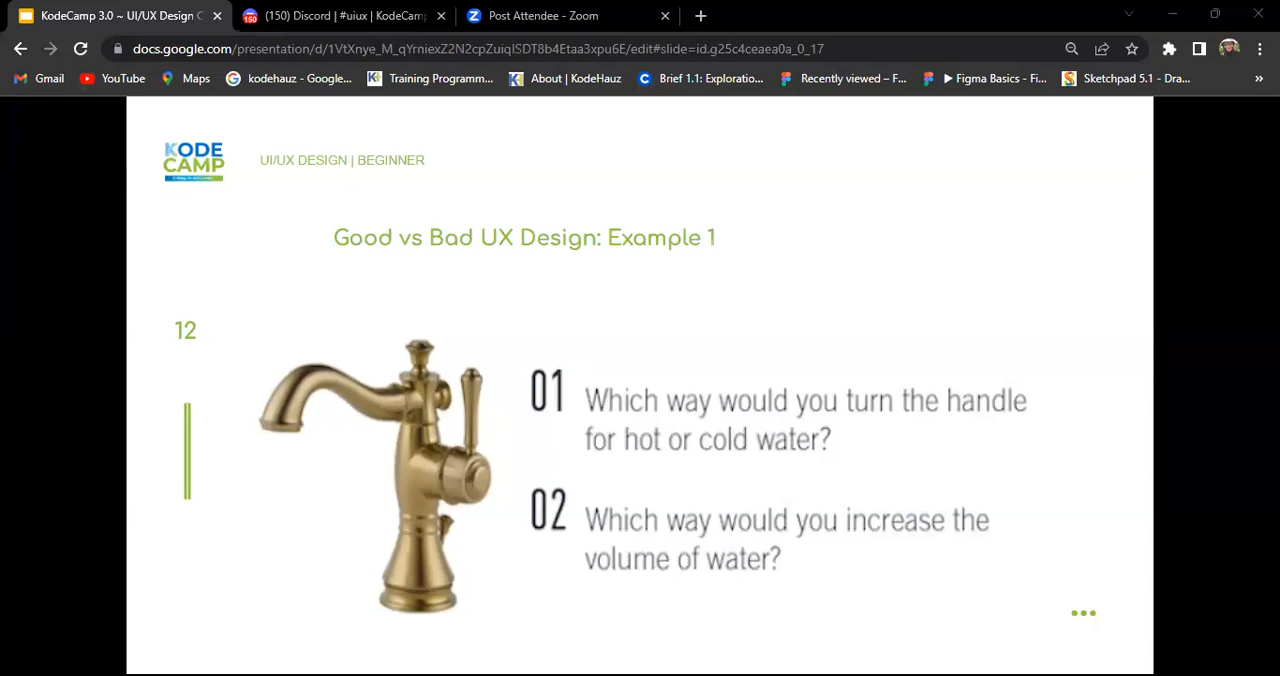 KodeCamp 3.0 ~ UI/UX Design C
(150) Discord | #uiux | KodeCamp
Post Attendee - Zoom
docs.google.com/presentation/d/1VtXnye_M_qYrniexZ2N2cpZuiqlSDT8b4Etaa3xpu6E/edit#slide=id.g25c4ceaea0a_0_17
Gmail
YouTube
Maps
kodehauz - Google...
Training Programm...
About | KodeHauz
Brief 1.1: Exploratio...
Recently viewed – F...
▶ Figma Basics - Fi...
Sketchpad 5.1 - Dra...
KODE
CAMP
UI/UX DESIGN | BEGINNER
Good vs Bad UX Design: Example 1
12
01 Which way would you turn the handle
for hot or cold water?
02 Which way would you increase the
volume of water?